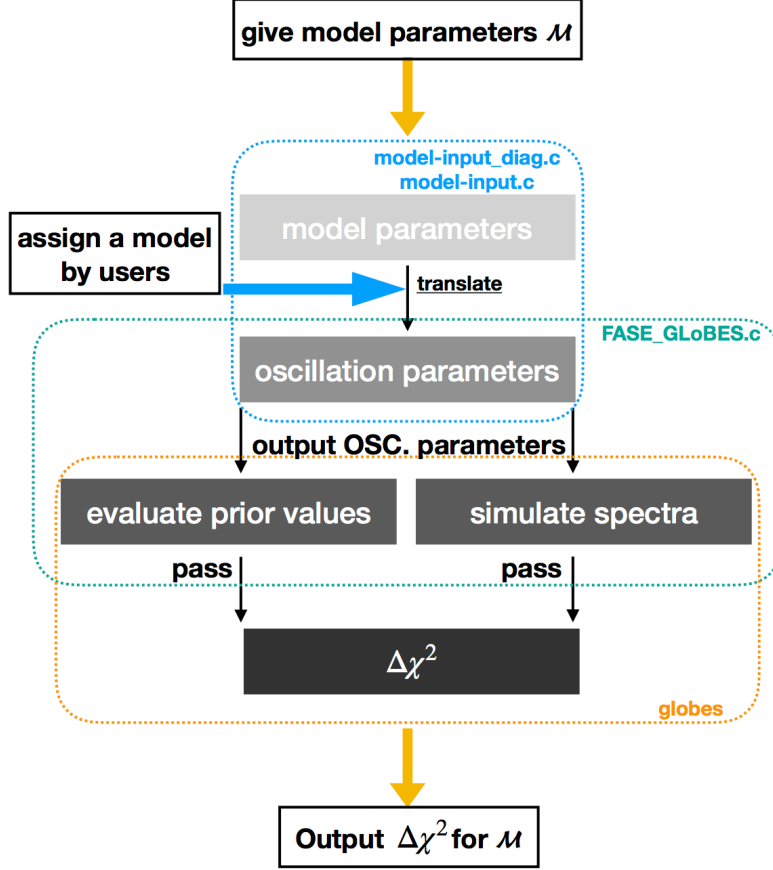 give model parameters ℳ
model-input_diag.c
model-input.c
model parameters
assign a model
by users
translate
FASE_GLoBES.c
oscillation parameters
output OSC. parameters
evaluate prior values
simulate spectra
pass
pass
Δχ²
globes
Output Δχ² for ℳ